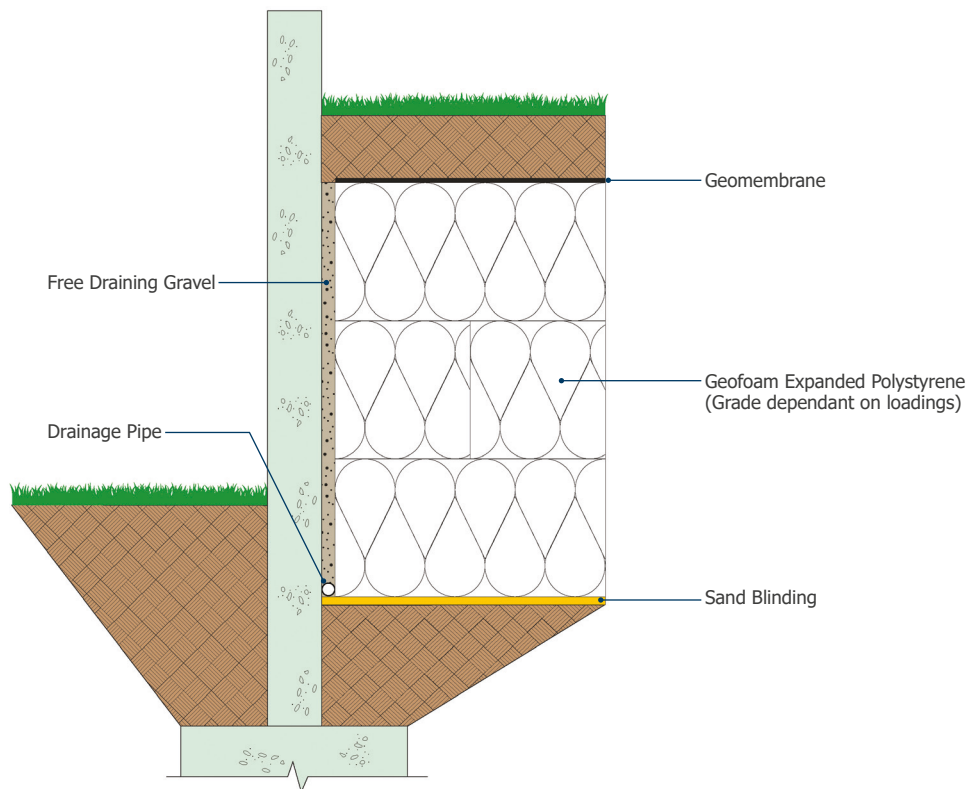 Geomembrane
Free Draining Gravel
Geofoam Expanded Polystyrene
(Grade dependant on loadings)
Drainage Pipe
Sand Blinding